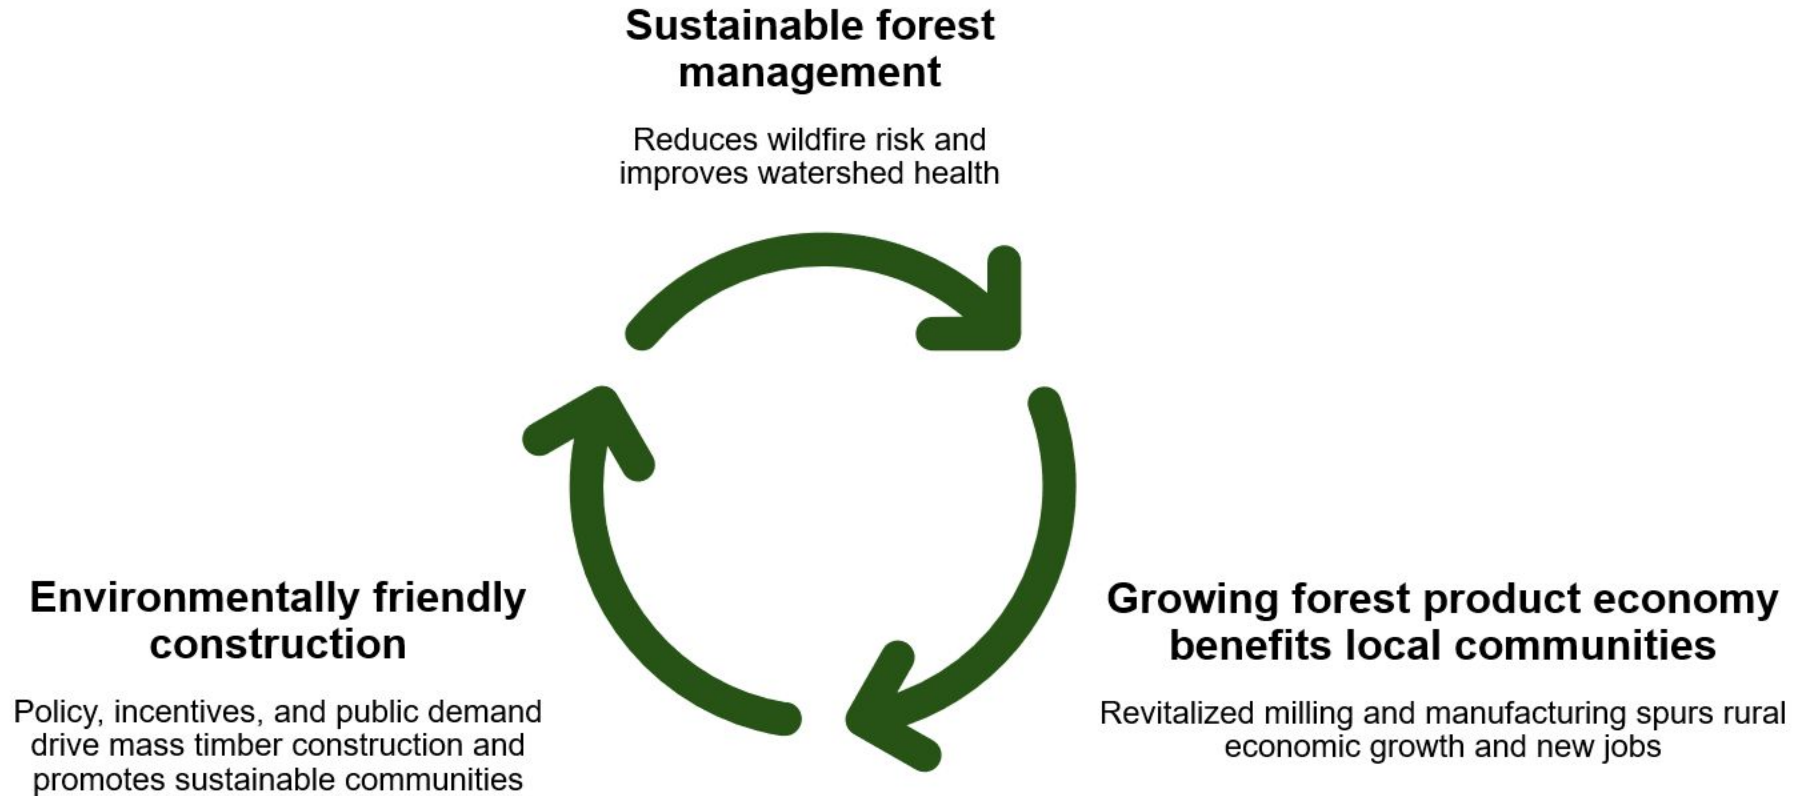 Sustainable forest
management
Reduces wildfire risk and
improves watershed health
Environmentally friendly
construction
Policy, incentives, and public demand
drive mass timber construction and
promotes sustainable communities
Growing forest product economy
benefits local communities
Revitalized milling and manufacturing spurs rural
economic growth and new jobs